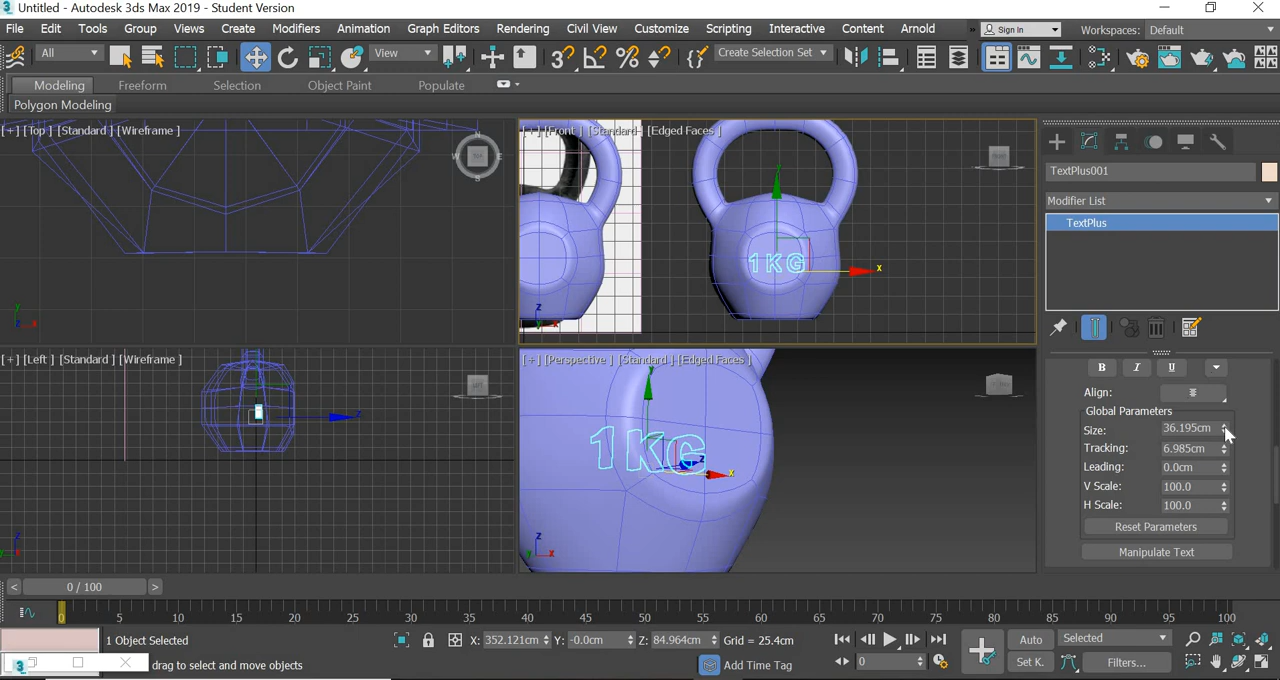 Untitled - Autodesk 3ds Max 2019 - Student Version
File Edit Tools Group Views Create Modifiers Animation Graph Editors Rendering Civil View Customize Scripting Interactive Content Arnold » Sign In Workspaces: Default
All View Create Selection Set
Modeling Freeform Selection Object Paint Populate
Polygon Modeling
[+] [Top ] [Standard ] [Wireframe ]
[+] [Front ] [Standard ] [Edged Faces ]
TextPlus001
Modifier List
TextPlus
1KG
[+] [Left ] [Standard ] [Wireframe ]
[+] [Perspective ] [Standard ] [Edged Faces ]
1KG
B I U
Align:
Global Parameters
Size: 36.195cm
Tracking: 6.985cm
Leading: 0.0cm
V Scale: 100.0
H Scale: 100.0
Reset Parameters
Manipulate Text
< 0 / 100 >
0 5 10 15 20 25 30 35 40 45 50 55 60 65 70 75 80 85 90 95 100
1 Object Selected X: 352.121cm Y: -0.0cm Z: 84.964cm Grid = 25.4cm Auto Selected
drag to select and move objects Add Time Tag 0 Set K. Filters...